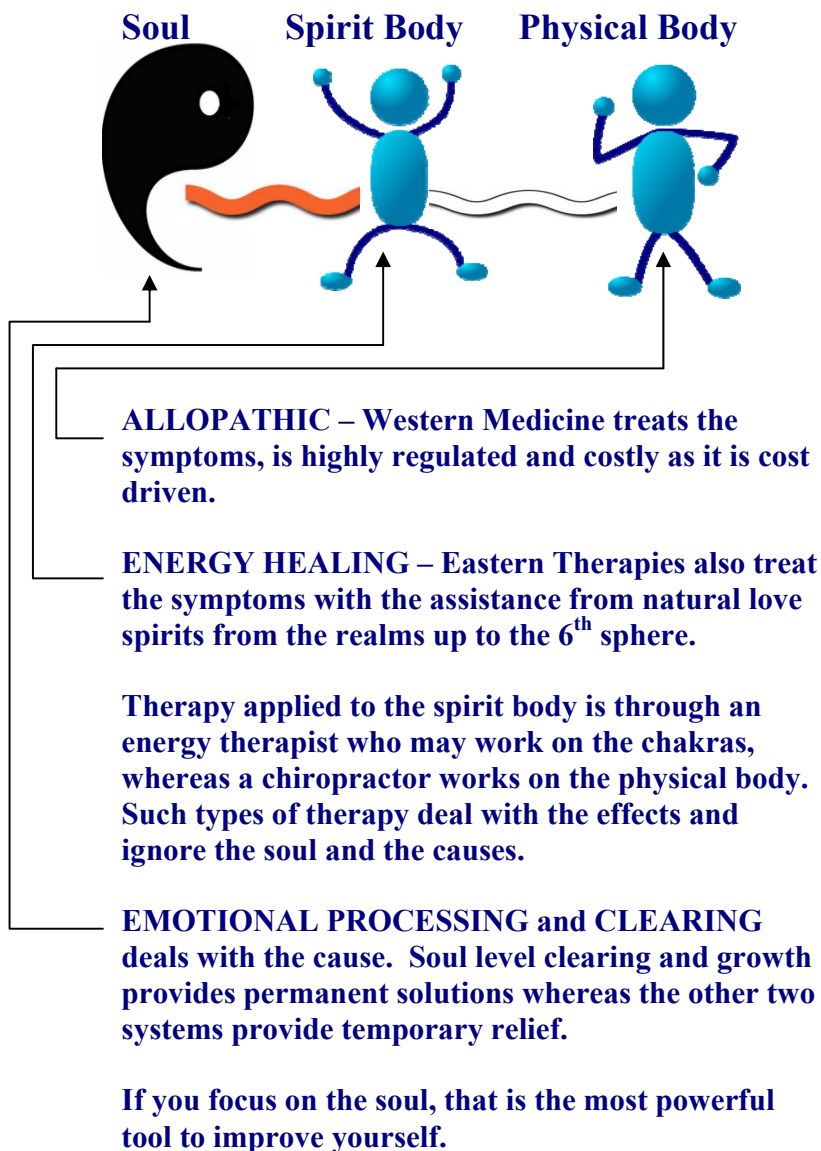 Soul Spirit Body Physical Body
ALLOPATHIC – Western Medicine treats the
symptoms, is highly regulated and costly as it is cost
driven.
ENERGY HEALING – Eastern Therapies also treat
the symptoms with the assistance from natural love
spirits from the realms up to the 6th sphere.
Therapy applied to the spirit body is through an
energy therapist who may work on the chakras,
whereas a chiropractor works on the physical body.
Such types of therapy deal with the effects and
ignore the soul and the causes.
EMOTIONAL PROCESSING and CLEARING
deals with the cause.  Soul level clearing and growth
provides permanent solutions whereas the other two
systems provide temporary relief.
If you focus on the soul, that is the most powerful
tool to improve yourself.